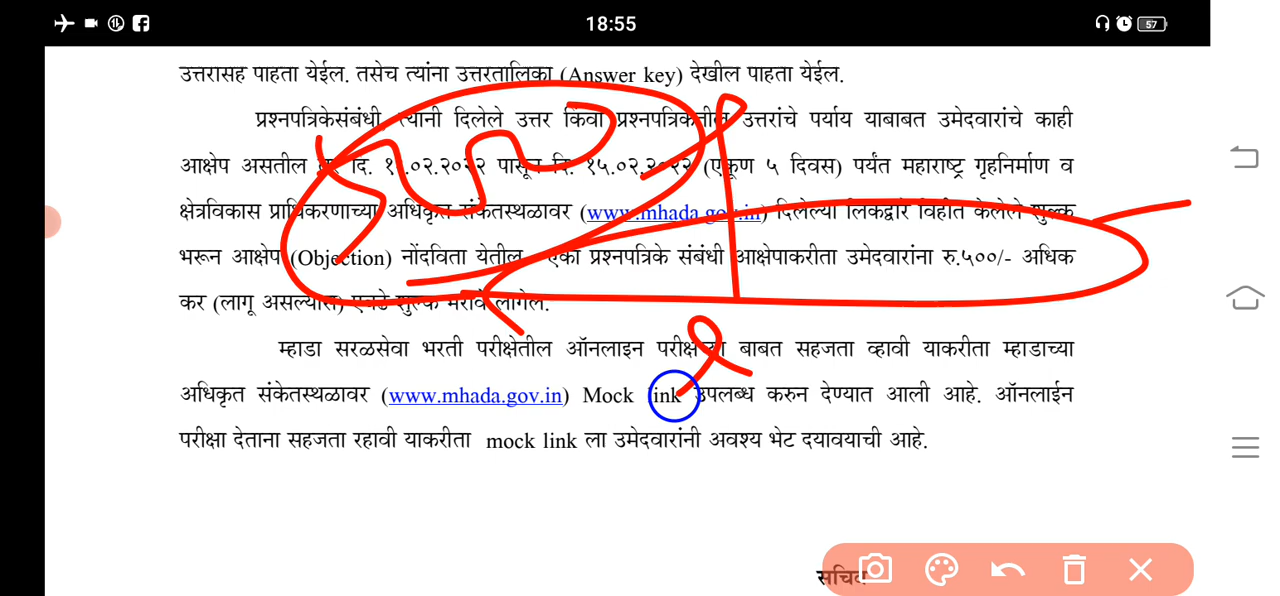 18:55
57
उत्तरासह पाहता येईल. तसेच त्यांना उत्तरतालिका (Answer key) देखील पाहता येईल.
प्रश्नपत्रिकेसंबंधी, त्यांनी दिलेले उत्तर किंवा प्रश्नपत्रिकेतील उत्तरांचे पर्याय याबाबत उमेदवारांचे काही
आक्षेप असतील दि. पासून दि. १५.०२.२०२२ (एकूण ५ दिवस) पर्यंत महाराष्ट्र गृहनिर्माण व
क्षेत्रविकास प्राधिकरणाच्या अधिकृत संकेतस्थळावर (www.mhada.gov.in) दिलेल्या लिंकद्वारे विहीत केलेले शुल्क
भरून आक्षेप (Objection) नोंदविता येतील. एका प्रश्नपत्रिके संबंधी आक्षेपाकरीता उमेदवारांना रु.५००/- अधिक
कर (लागू असल्यास) एवढे शुल्क भरावे लागेल.
म्हाडा सरळसेवा भरती परीक्षेतील ऑनलाइन बाबत सहजता व्हावी याकरीता म्हाडाच्या
अधिकृत संकेतस्थळावर (www.mhada.gov.in) Mock link उपलब्ध करुन देण्यात आली आहे. ऑनलाईन
परीक्षा देताना सहजता रहावी याकरीता mock link ला उमेदवारांनी अवश्य भेट दयावयाची आहे.
सचिव